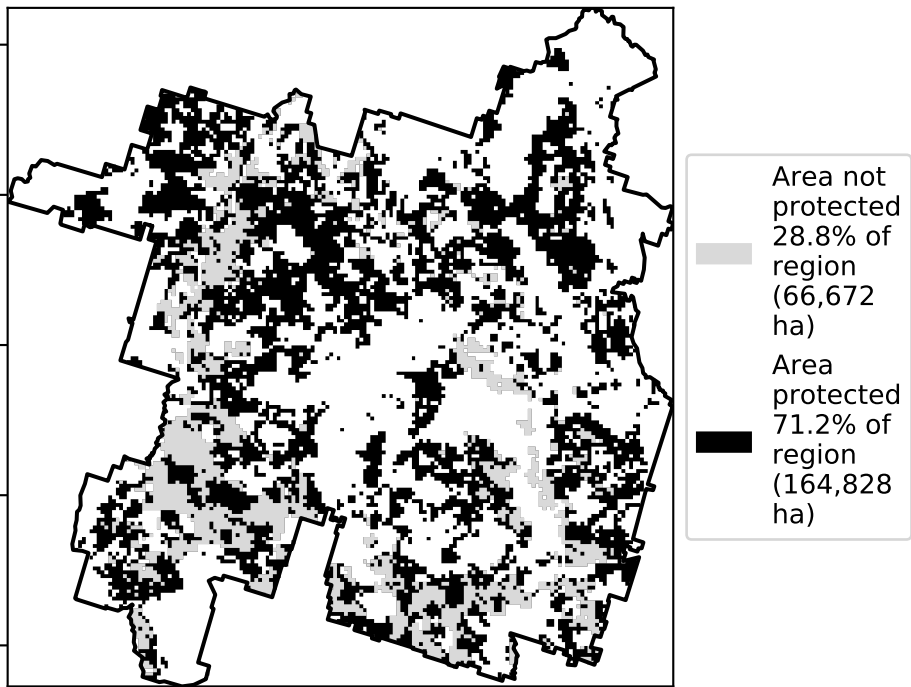 Area not
protected
28.8% of
region
(66,672
ha)
Area
protected
71.2% of
region
(164,828
ha)